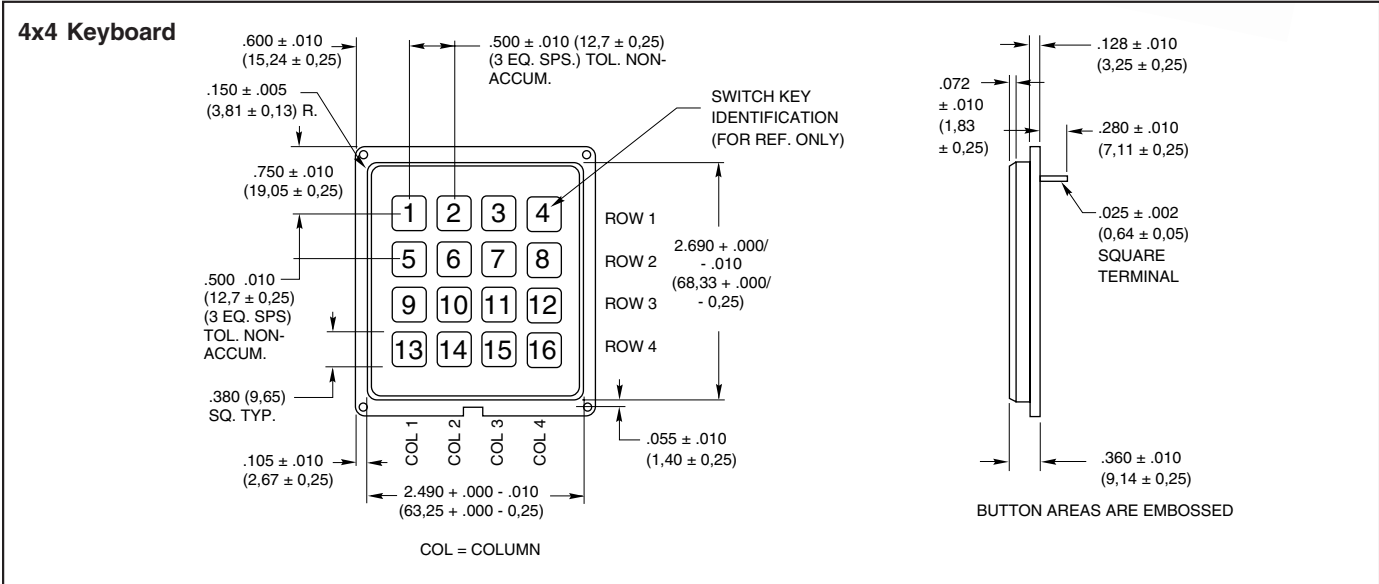 4x4 Keyboard
.600 ± .010
(15,24 ± 0,25)
.500 ± .010 (12,7 ± 0,25)
(3 EQ. SPS.) TOL. NON-
ACCUM.
.150 ± .005
(3,81 ± 0,13) R.
SWITCH KEY
IDENTIFICATION
(FOR REF. ONLY)
.750 ± .010
(19,05 ± 0,25)
1 2 3 4
ROW 1
5 6 7 8
ROW 2
9 10 11 12
ROW 3
13 14 15 16
ROW 4
.500 .010
(12,7 ± 0,25)
(3 EQ. SPS)
TOL. NON-
ACCUM.
2.690 + .000/
- .010
(68,33 + .000/
- 0,25)
.380 (9,65)
SQ. TYP.
COL 1
COL 2
COL 3
COL 4
.055 ± .010
(1,40 ± 0,25)
.105 ± .010
(2,67 ± 0,25)
2.490 + .000 - .010
(63,25 + .000 - 0,25)
COL = COLUMN
.128 ± .010
(3,25 ± 0,25)
.072
± .010
(1,83
± 0,25)
.280 ± .010
(7,11 ± 0,25)
.025 ± .002
(0,64 ± 0,05)
SQUARE
TERMINAL
.360 ± .010
(9,14 ± 0,25)
BUTTON AREAS ARE EMBOSSED